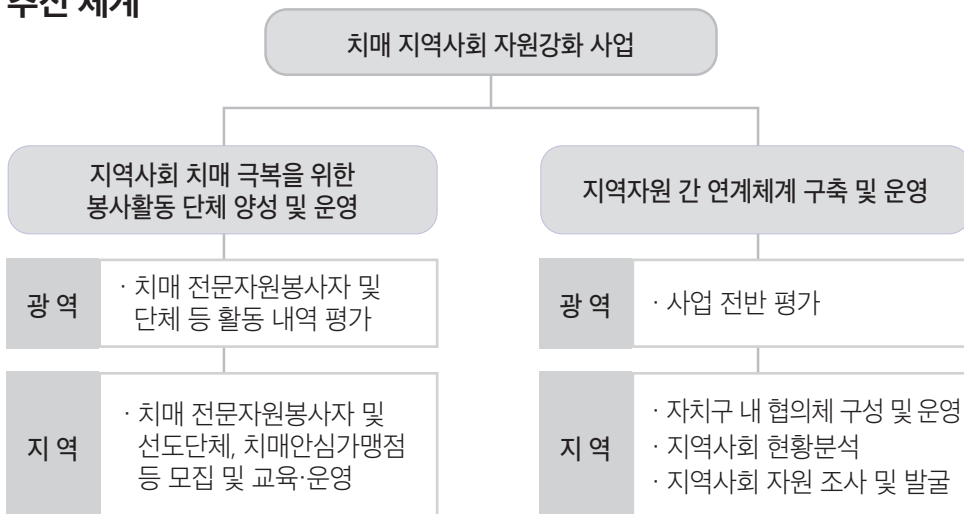 치매 지역사회 자원강화 사업
지역사회 치매 극복을 위한
봉사활동 단체 양성 및 운영
광 역
· 치매 전문자원봉사자 및
단체 등 활동 내역 평가
지 역
· 치매 전문자원봉사자 및
선도단체, 치매안심가맹점
등 모집 및 교육·운영
지역자원 간 연계체계 구축 및 운영
광 역
· 사업 전반 평가
지 역
· 자치구 내 협의체 구성 및 운영
· 지역사회 현황분석
· 지역사회 자원 조사 및 발굴